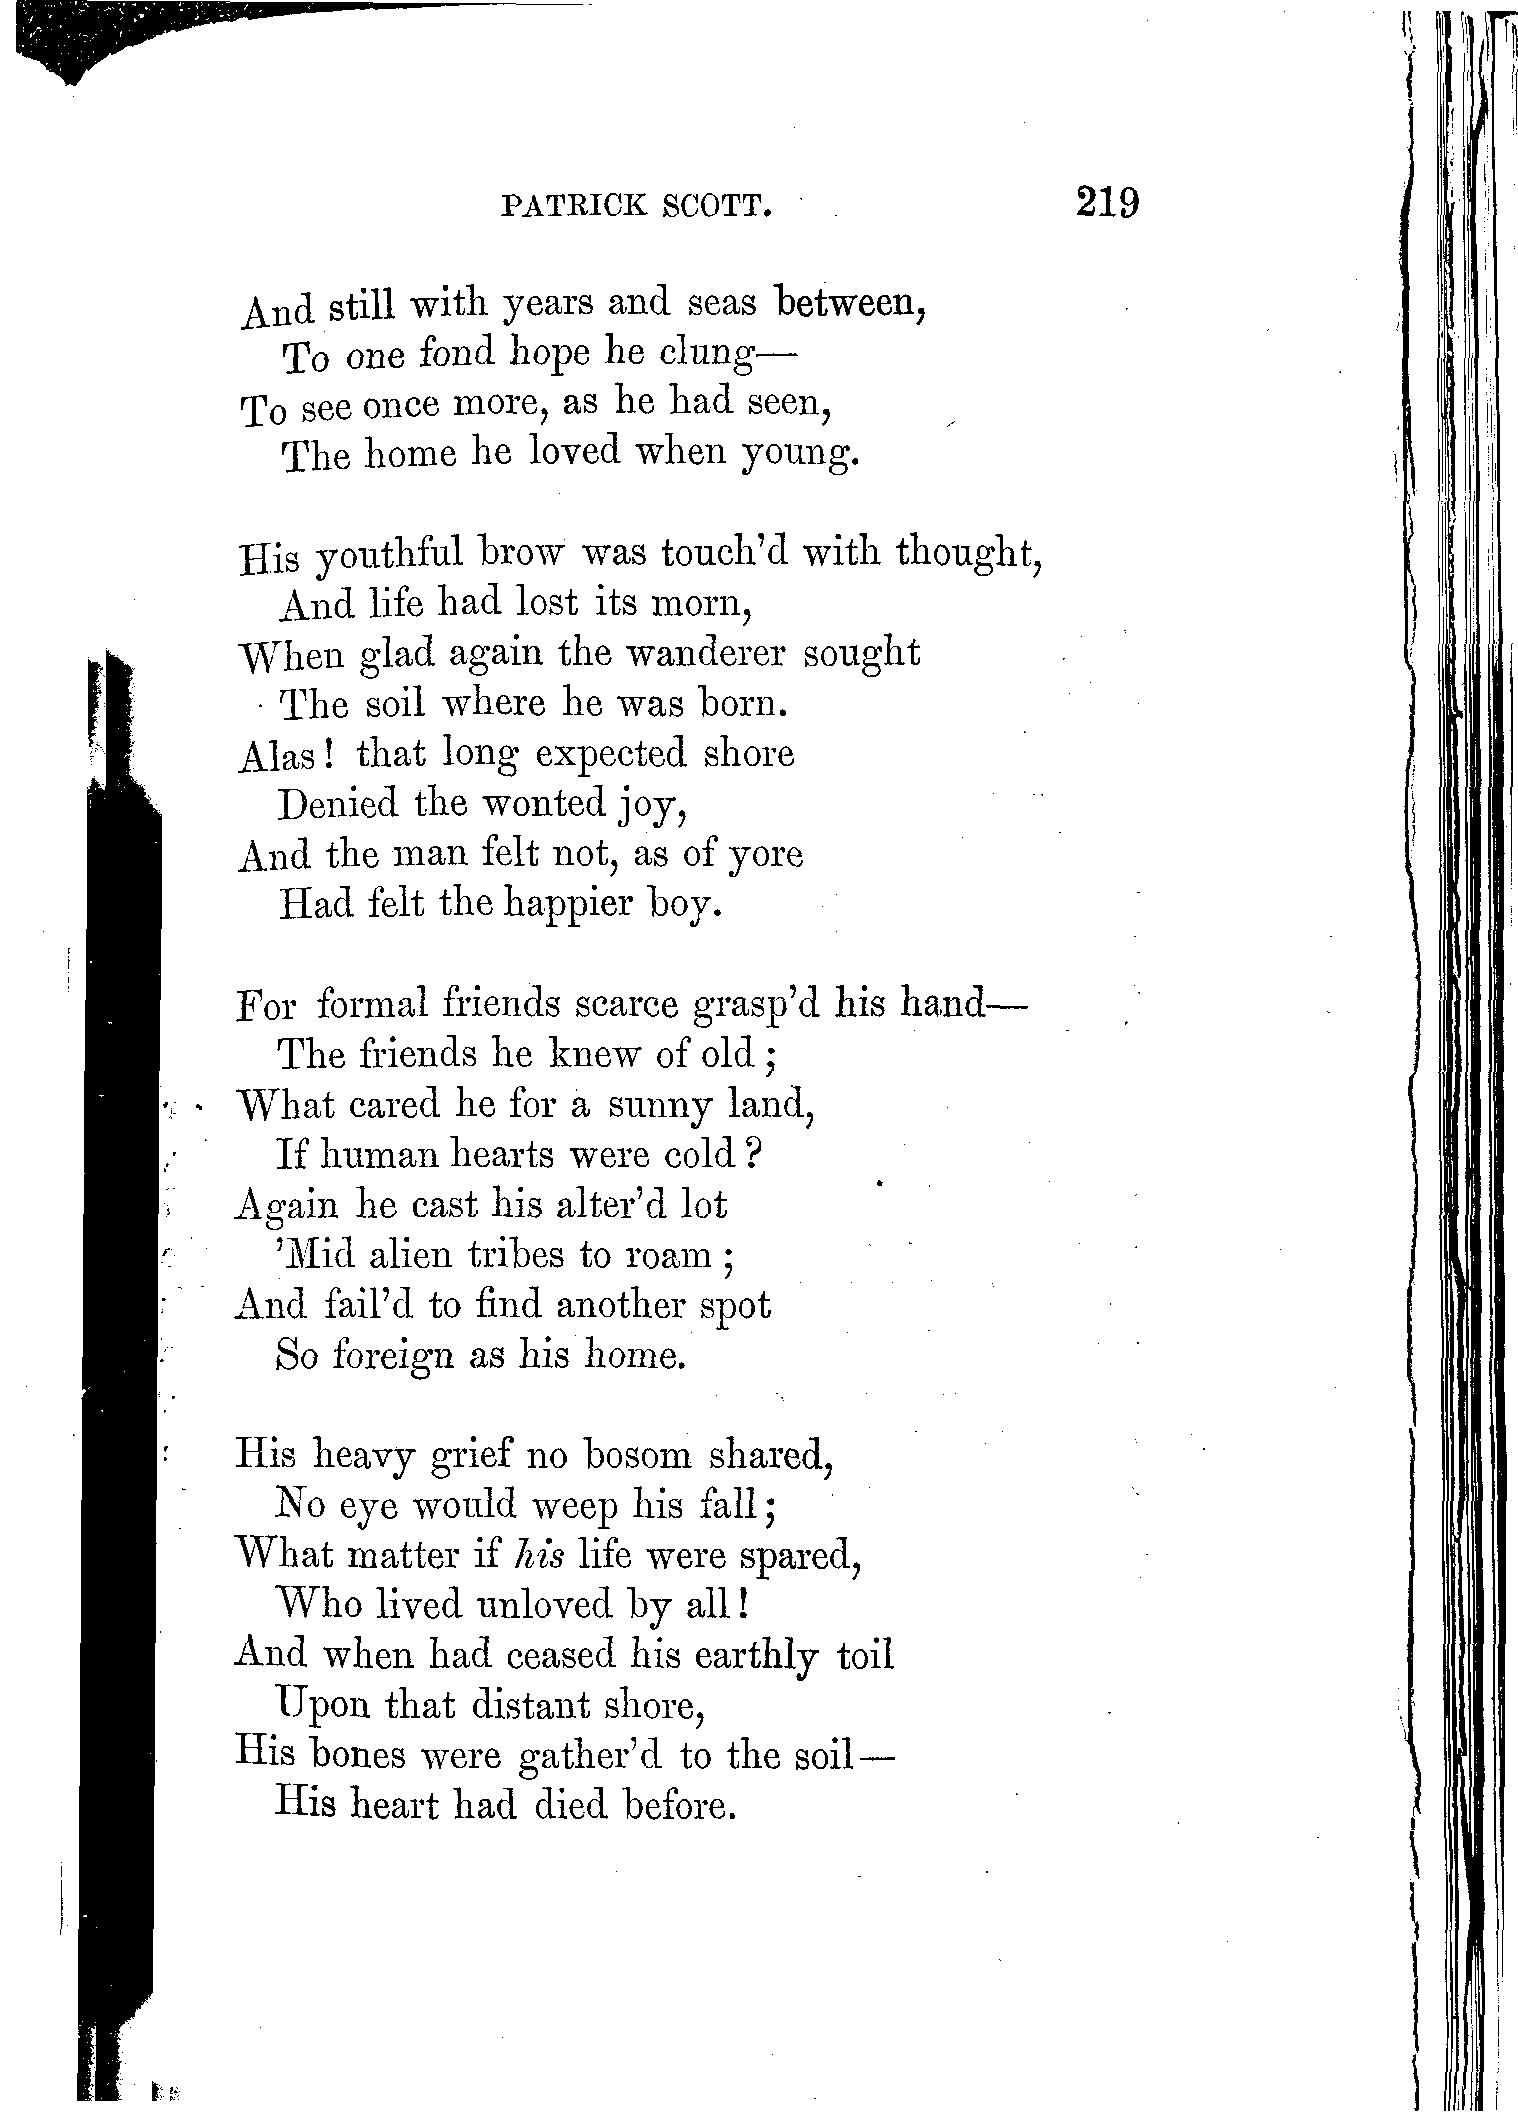 PATRICK SCOTT. 219
And still with years and seas between,
To one fond hope he clung—
To see once more, as he had seen,
The home he loved when young.
His youthful brow was touch'd with thought,
And life had lost its morn,
When glad again the wanderer sought
The soil where he was born.
Alas! that long expected shore
Denied the wonted joy,
And the man felt not, as of yore
Had felt the happier boy.
For formal friends scarce grasp'd his hand—
The friends he knew of old;
What cared he for a sunny land,
If human hearts were cold?
Again he cast his alter'd lot
'Mid alien tribes to roam;
And fail'd to find another spot
So foreign as his home.
His heavy grief no bosom shared,
No eye would weep his fall;
What matter if his life were spared,
Who lived unloved by all!
And when had ceased his earthly toil
Upon that distant shore,
His bones were gather'd to the soil—
His heart had died before.